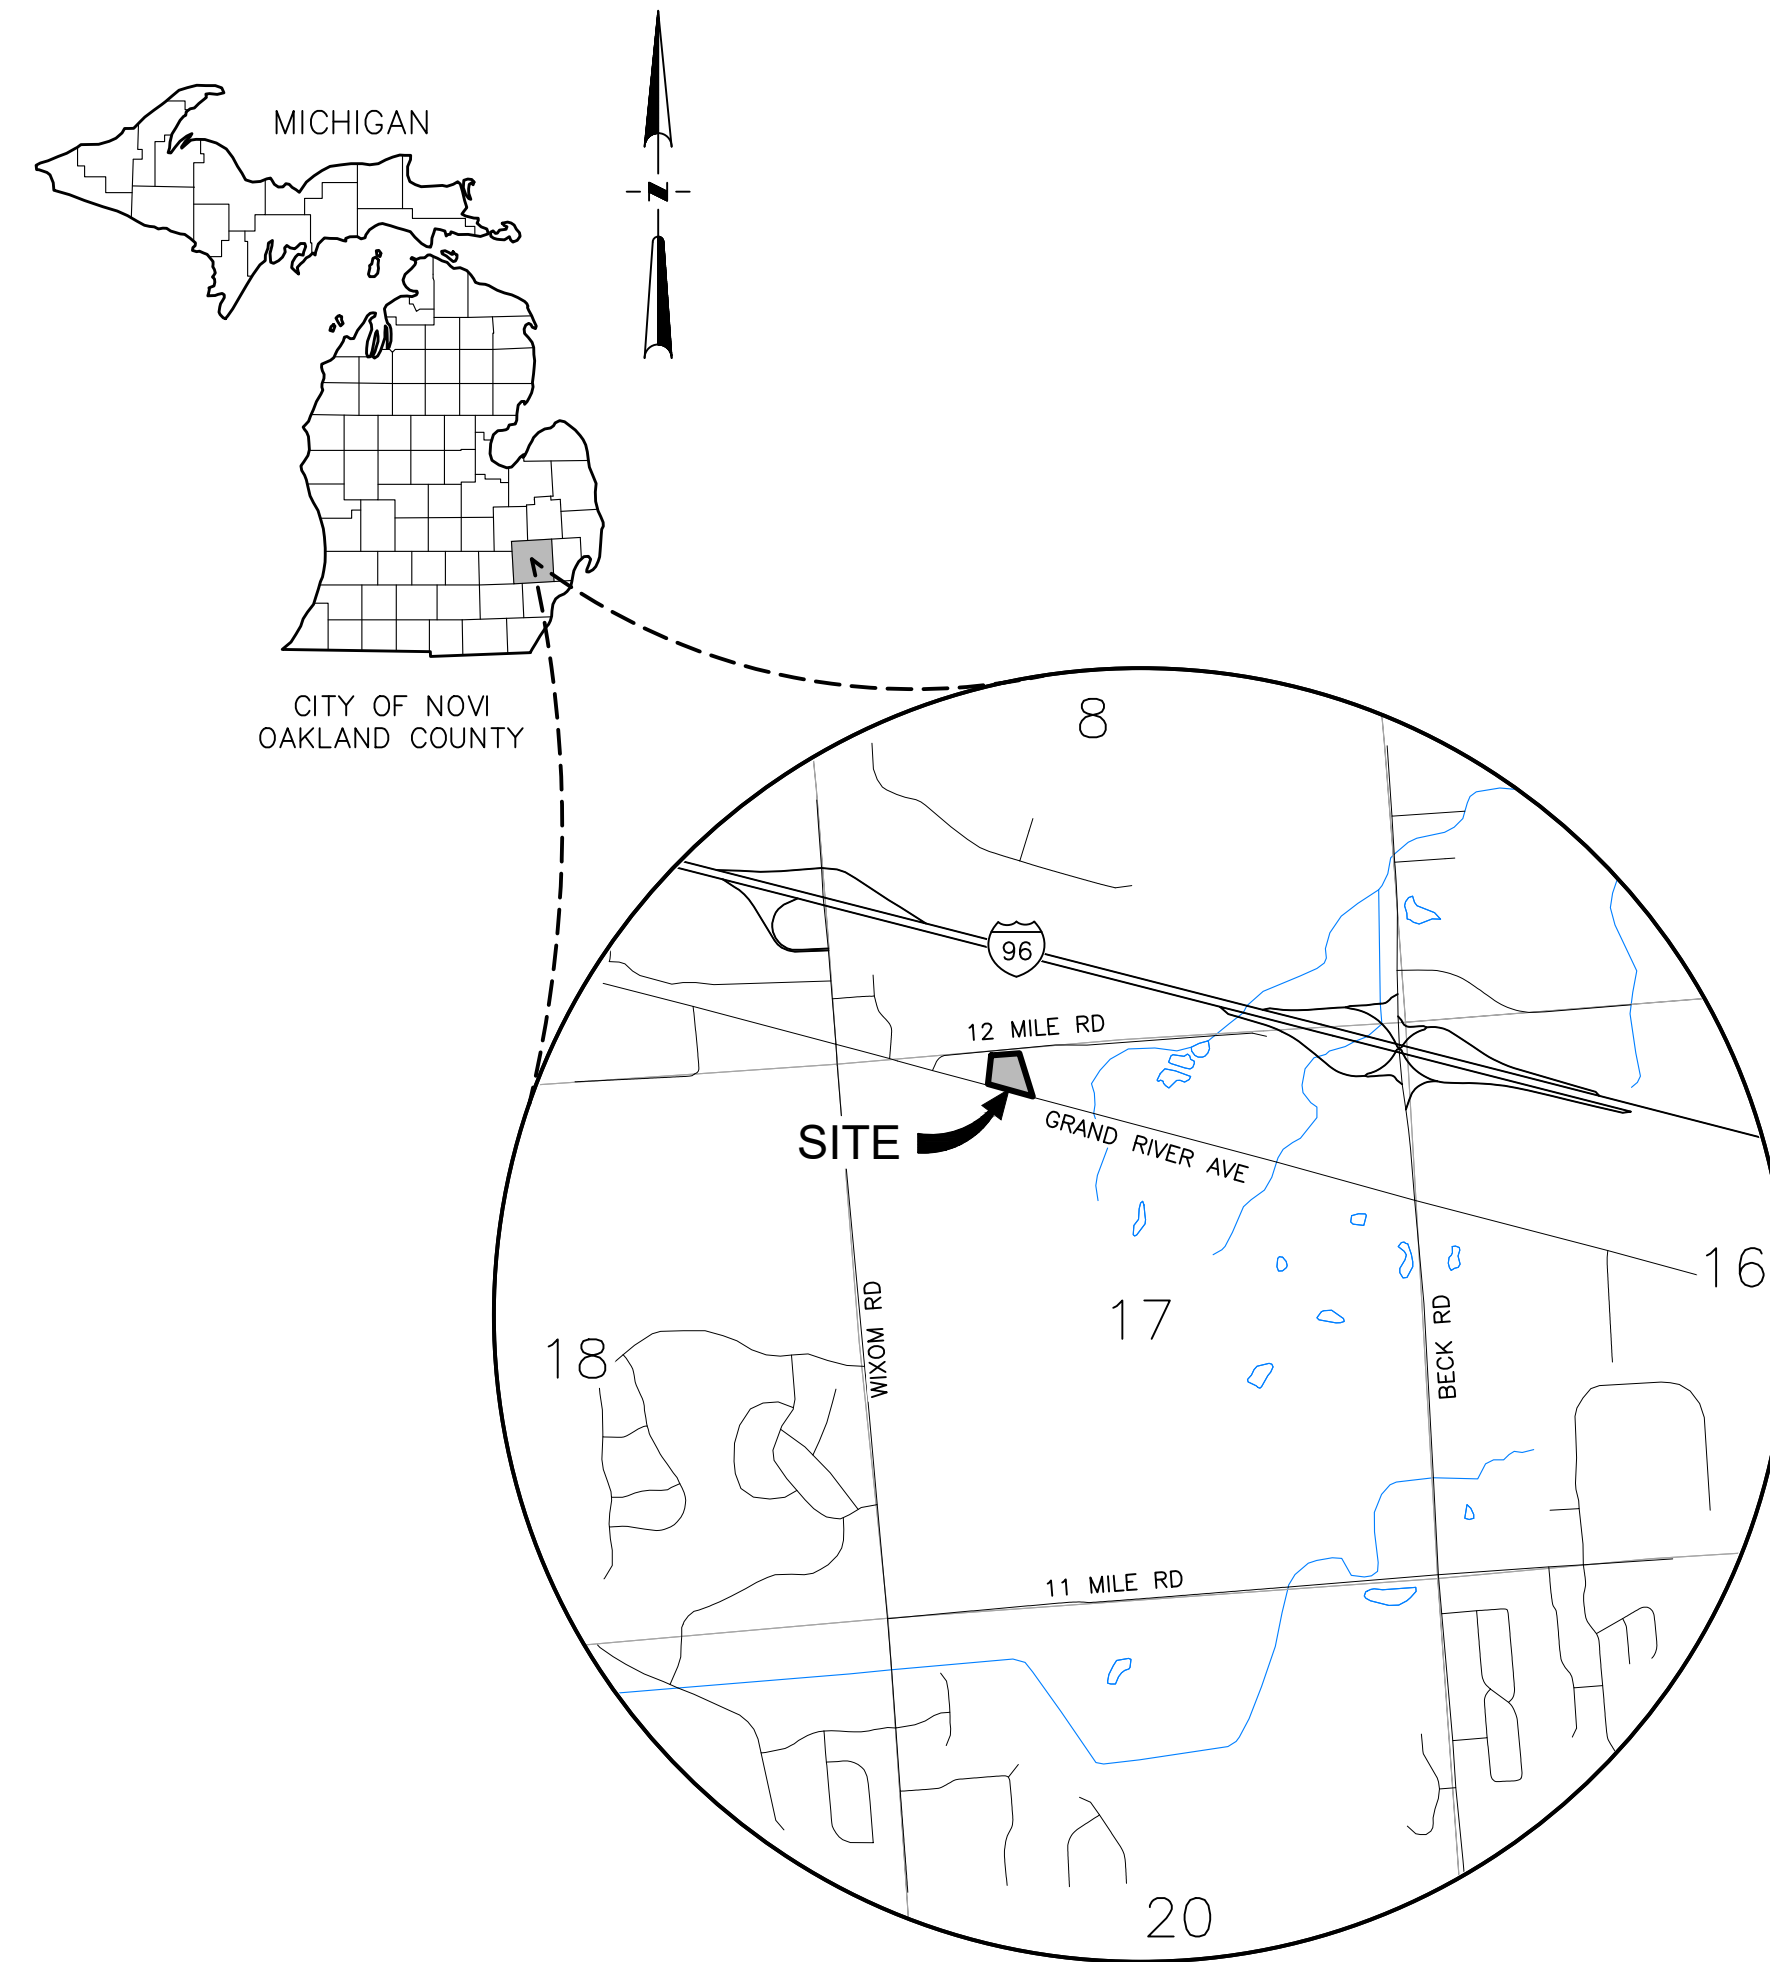 MICHIGAN
N
CITY OF NOVI
OAKLAND COUNTY
8
96
12 MILE RD
SITE
GRAND RIVER AVE
16
17
18
WIXOM RD
BECK RD
11 MILE RD
20